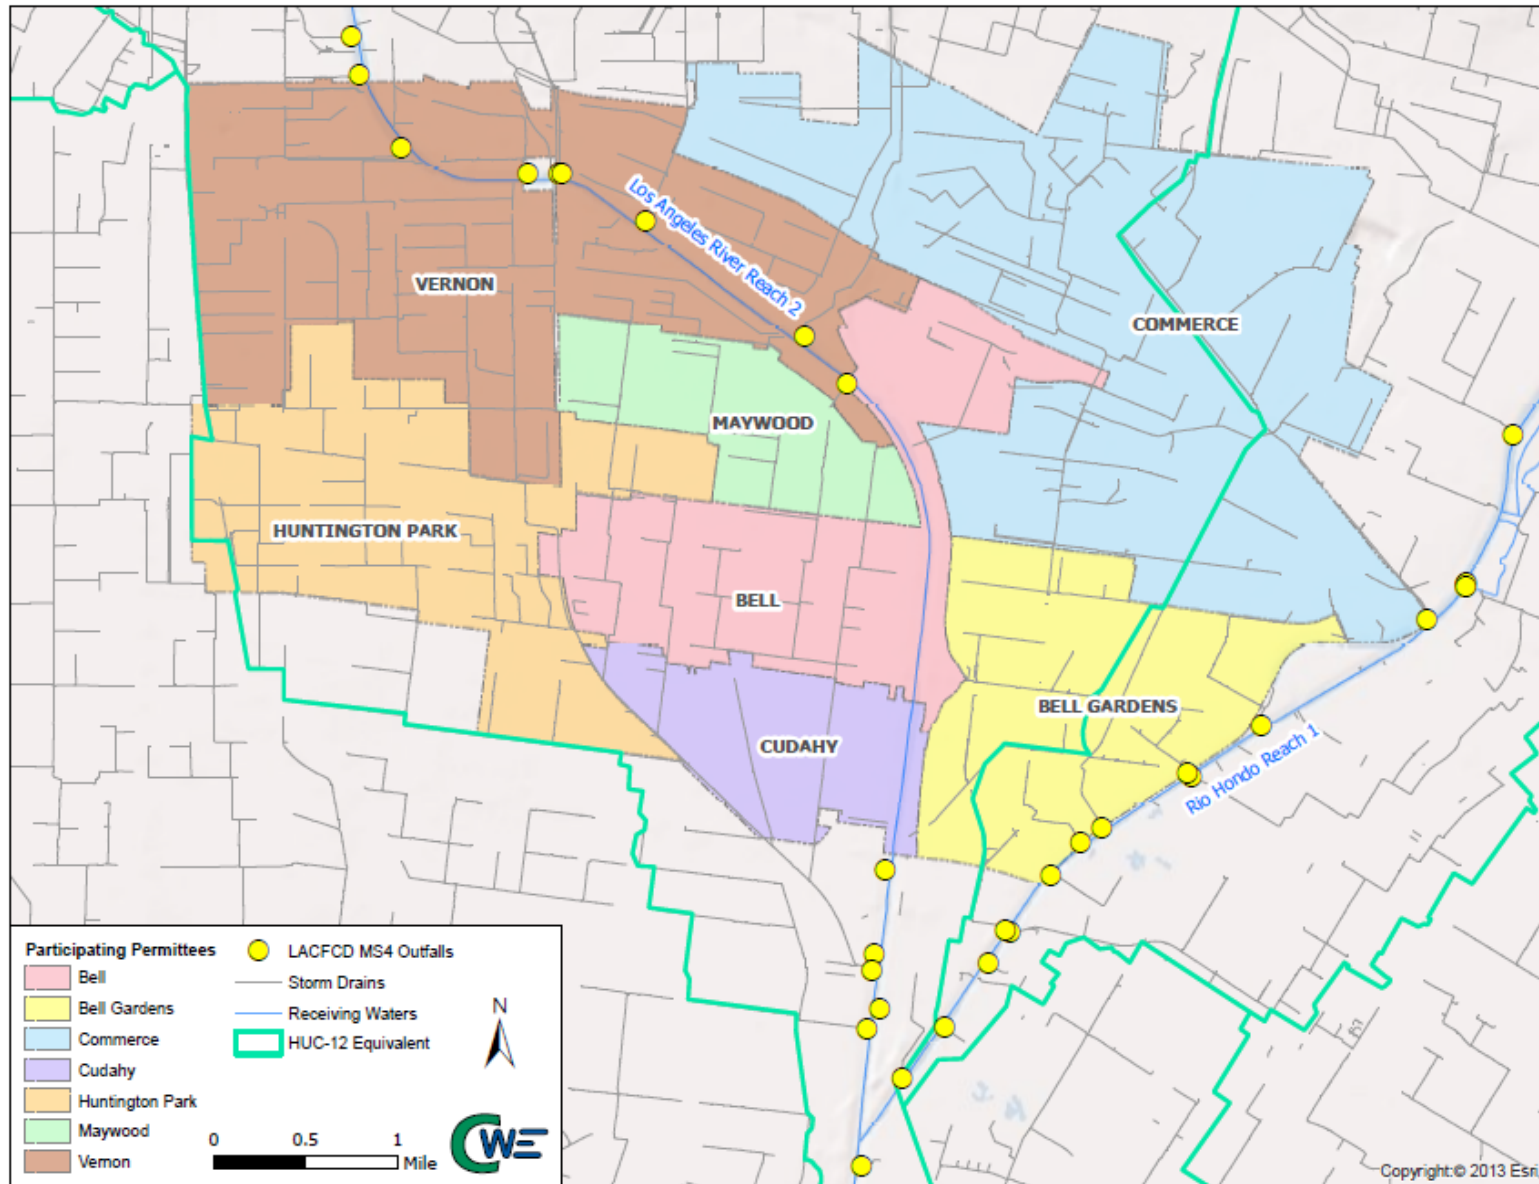 Los Angeles River Reach 2
VERNON
COMMERCE
MAYWOOD
HUNTINGTON PARK
BELL
BELL GARDENS
CUDAHY
Rio Hondo Reach 1
Participating Permittees
Bell
Bell Gardens
Commerce
Cudahy
Huntington Park
Maywood
Vernon
LACFCD MS4 Outfalls
Storm Drains
Receiving Waters
HUC-12 Equivalent
N
0 0.5 1
Mile
CWE
Copyright:© 2013 Esri